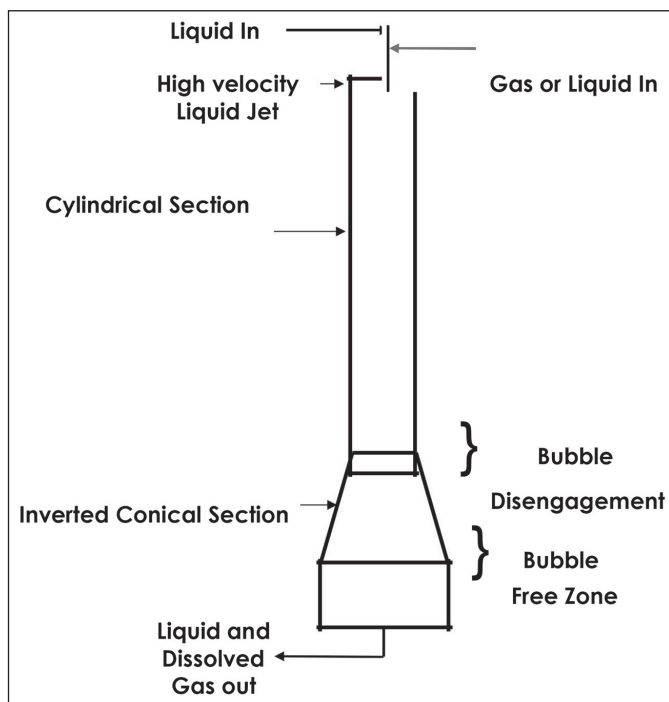 Liquid In
High velocity
Liquid Jet
Gas or Liquid In
Cylindrical Section
Bubble
Disengagement
Inverted Conical Section
Bubble
Free Zone
Liquid and
Dissolved
Gas out